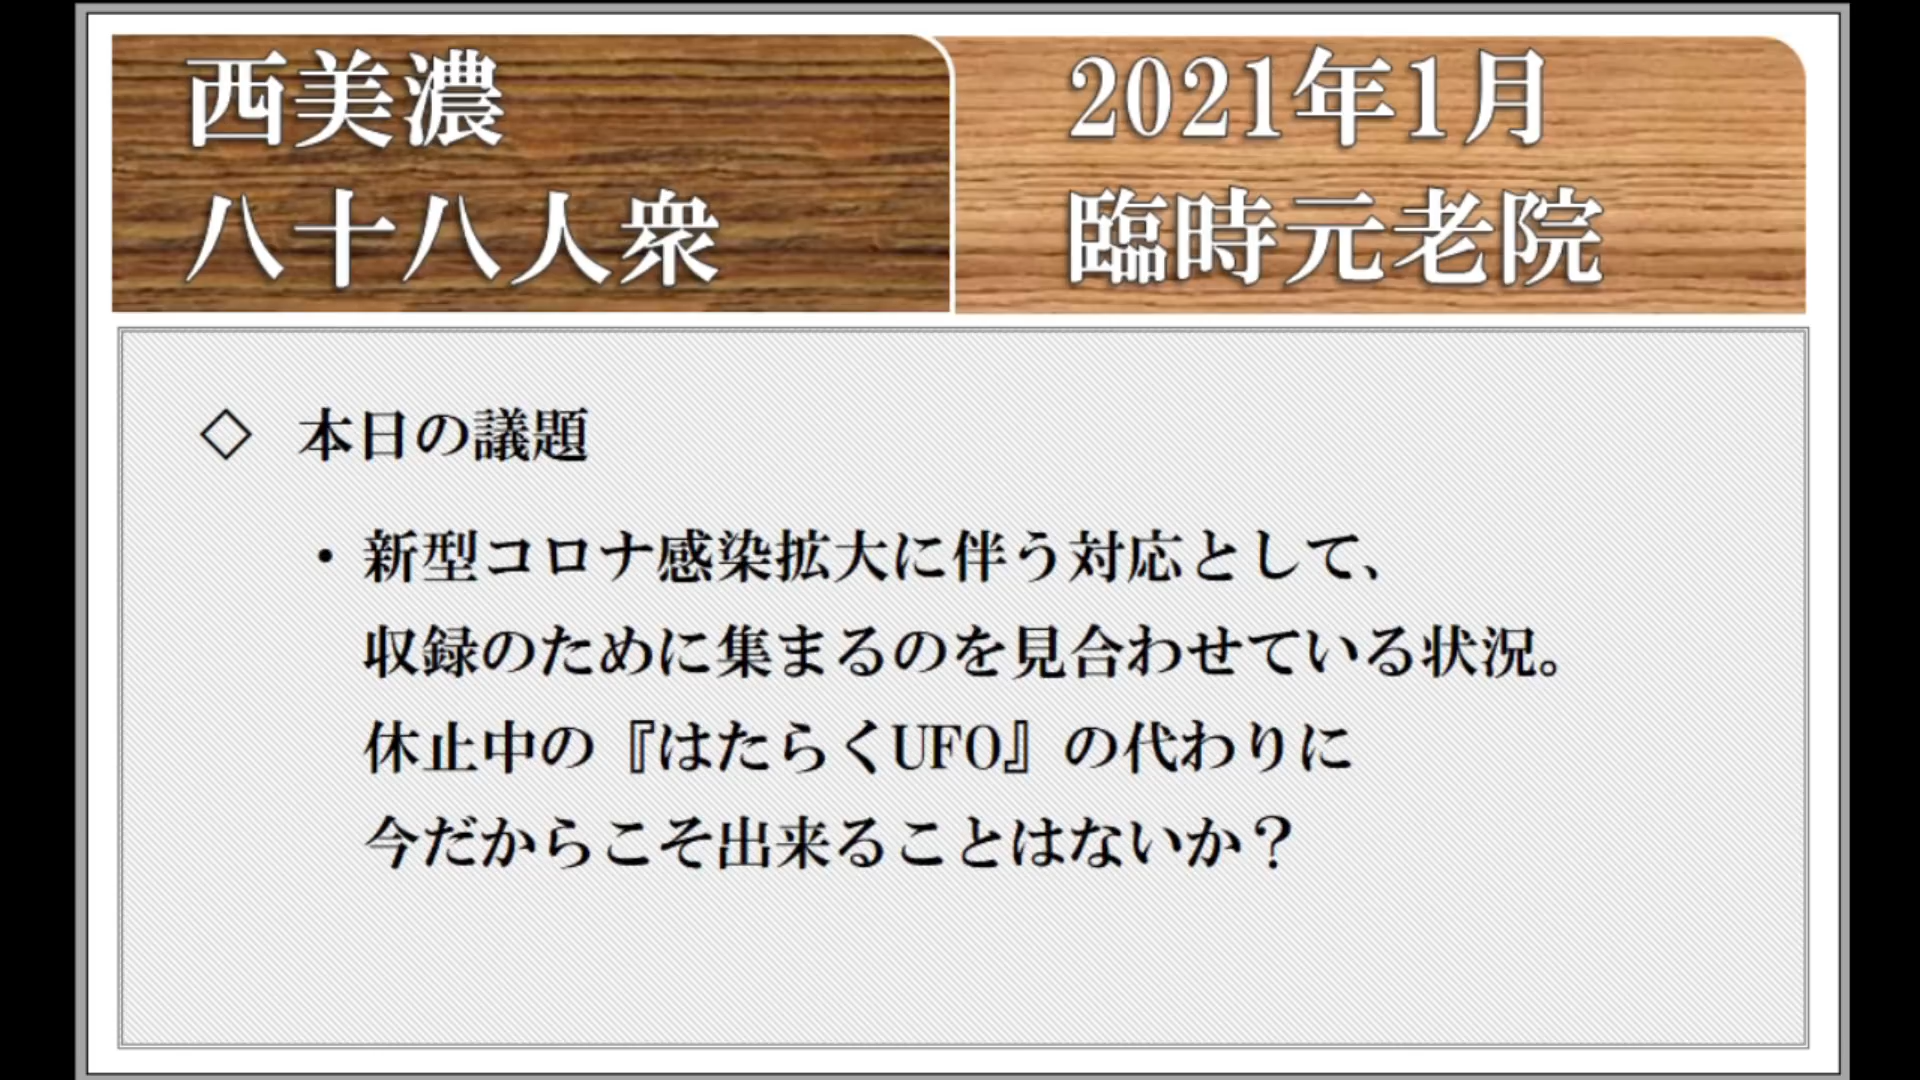 西美濃
八十八人衆
2021年1月
臨時元老院
◇ 本日の議題
・新型コロナ感染拡大に伴う対応として、
収録のために集まるのを見合わせている状況。
休止中の『はたらくUFO』の代わりに
今だからこそ出来ることはないか？